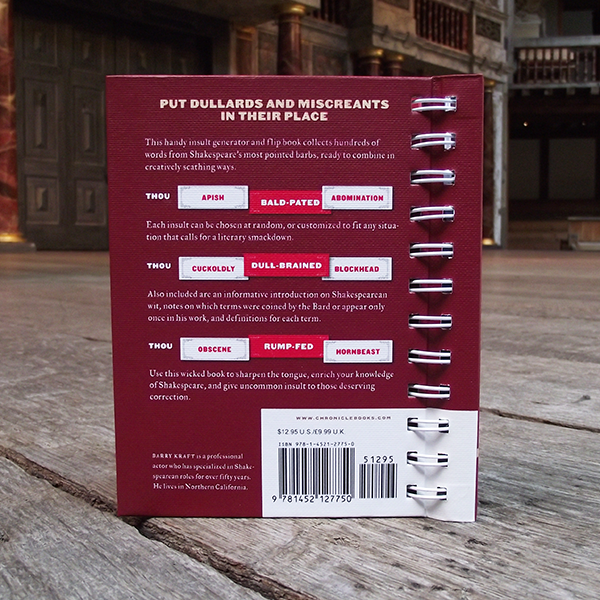 PUT DULLARDS AND MISCREANTS
IN THEIR PLACE
This handy insult generator and flip book collects hundreds of
words from Shakespeare's most pointed barbs, ready to combine in
creatively scathing ways.
THOU APISH BALD-PATED ABOMINATION
Each insult can be chosen at random, or customized to fit any situa-
tion that calls for a literary smackdown.
THOU CUCKOLDLY DULL-BRAINED BLOCKHEAD
Also included are an informative introduction on Shakespearean
wit, notes on which terms were coined by the Bard or appear only
once in his work, and definitions for each term.
THOU OBSCENE RUMP-FED HORNBEAST
Use this wicked book to sharpen the tongue, enrich your knowledge
of Shakespeare, and give uncommon insult to those deserving
correction.
WWW.CHRONICLEBOOKS.COM
$12.95 U.S./£9.99 U.K.
ISBN 978-1-4521-2775-0
51295
9 781452 127750
BARRY KRAFT is a professional
actor who has specialized in Shake-
spearean roles for over fifty years.
He lives in Northern California.